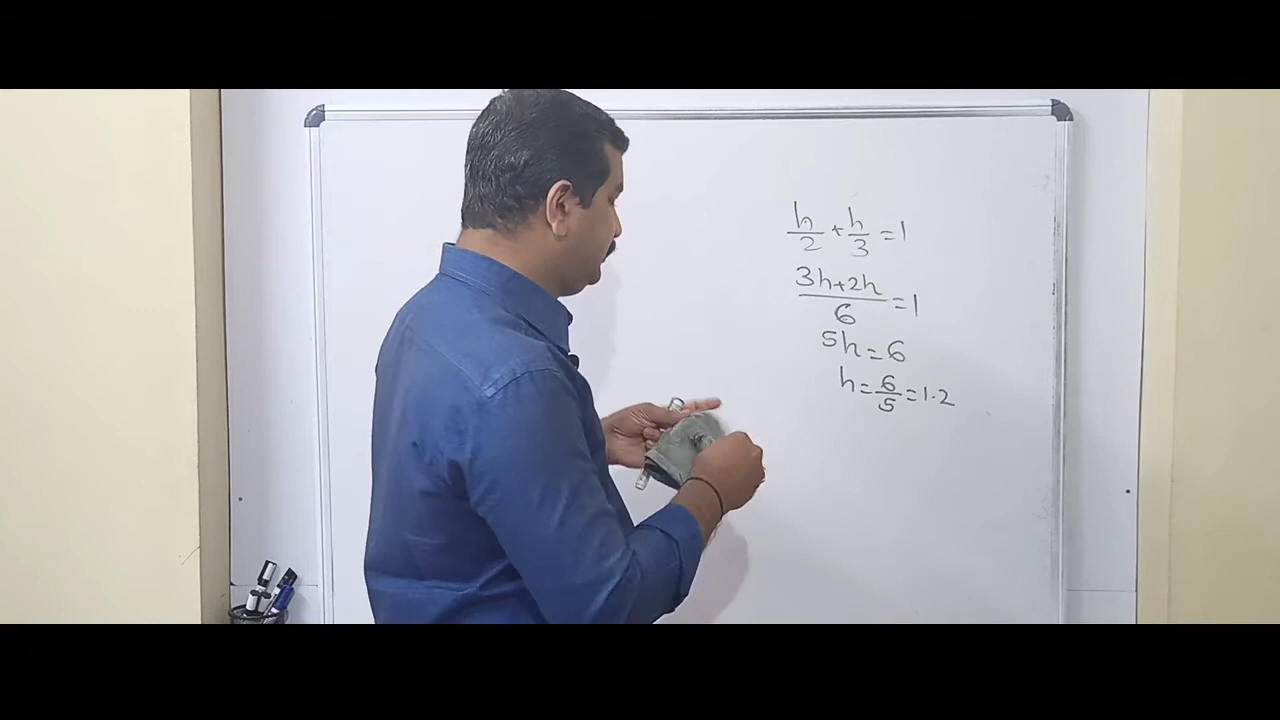 h/2 + h/3 = 1
3h+2h/6 = 1
5h = 6
h = 6/5 = 1.2